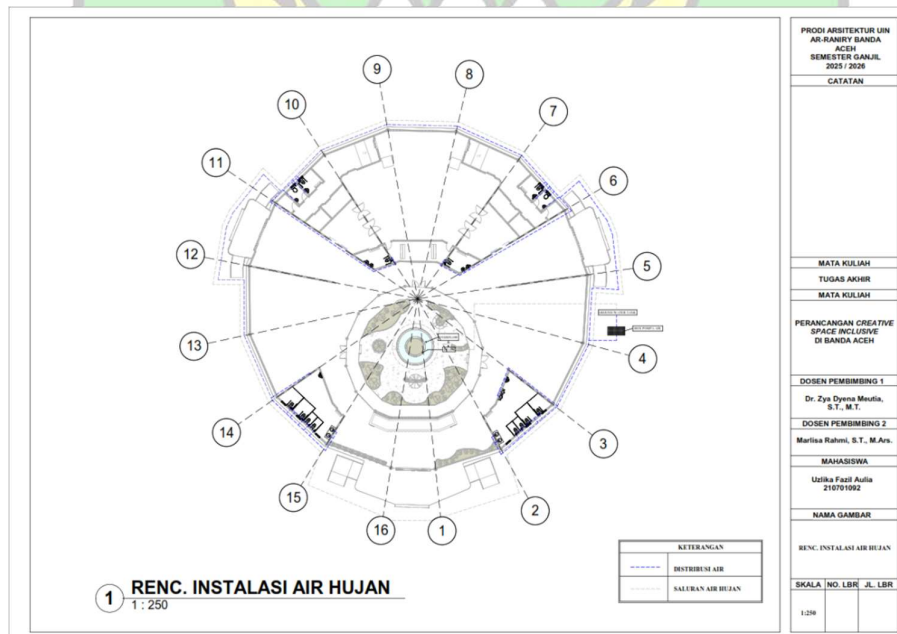 9
8
10
7
11
6
12
5
13
4
14
3
15
2
16
1
1
RENC. INSTALASI AIR HUJAN
1 : 250
KETERANGAN
DISTRIBUSI AIR
SALURAN AIR HUJAN
PRODI ARSITEKTUR UIN
AR-RANIRY BANDA
ACEH
SEMESTER GANJIL
2025 / 2026
CATATAN
MATA KULIAH
TUGAS AKHIR
MATA KULIAH
PERANCANGAN CREATIVE
SPACE INCLUSIVE
DI BANDA ACEH
DOSEN PEMBIMBING 1
Dr. Zya Dyena Meutia,
S.T., M.T.
DOSEN PEMBIMBING 2
Marlisa Rahmi, S.T., M.Ars.
MAHASISWA
Uzlika Fazil Aulia
210701092
NAMA GAMBAR
RENC. INSTALASI AIR HUJAN
SKALA NO. LBR JL. LBR
1:250